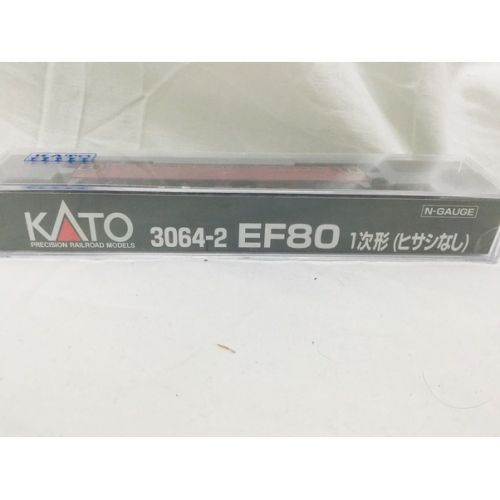 N-GAUGE
KATO 3064-2 EF80 1次形(ヒサシなし)
PRECISION RAILROAD MODELS